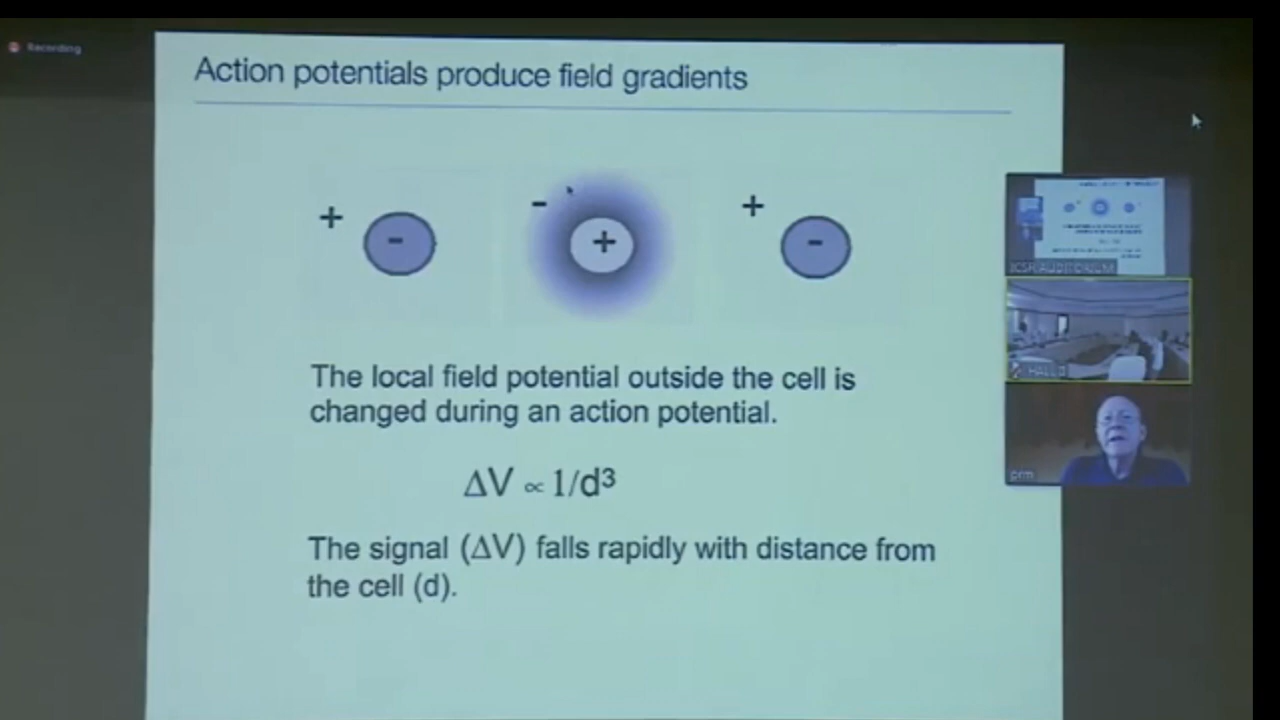 Recording
Action potentials produce field gradients
+
-
-
+
+
-
The local field potential outside the cell is
changed during an action potential.
ΔV ∝ 1/d³
The signal (ΔV) falls rapidly with distance from
the cell (d).
prm